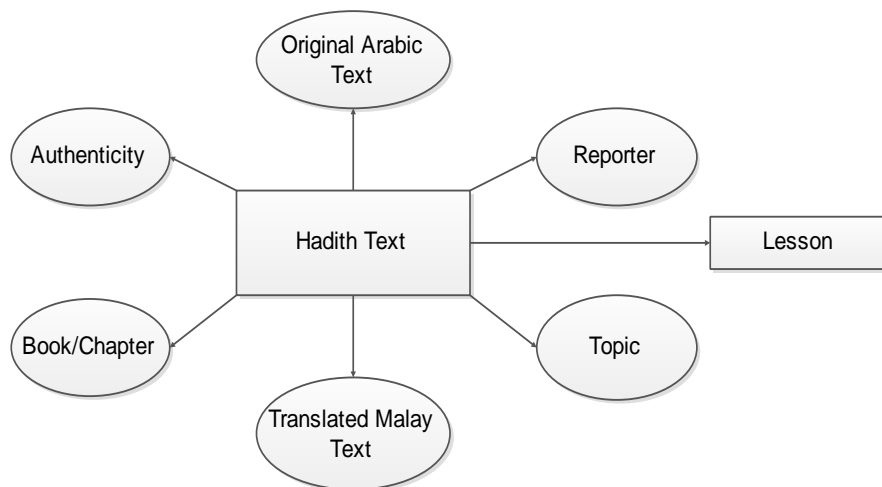 Original Arabic
Text
Authenticity
Reporter
Hadith Text
Lesson
Book/Chapter
Topic
Translated Malay
Text